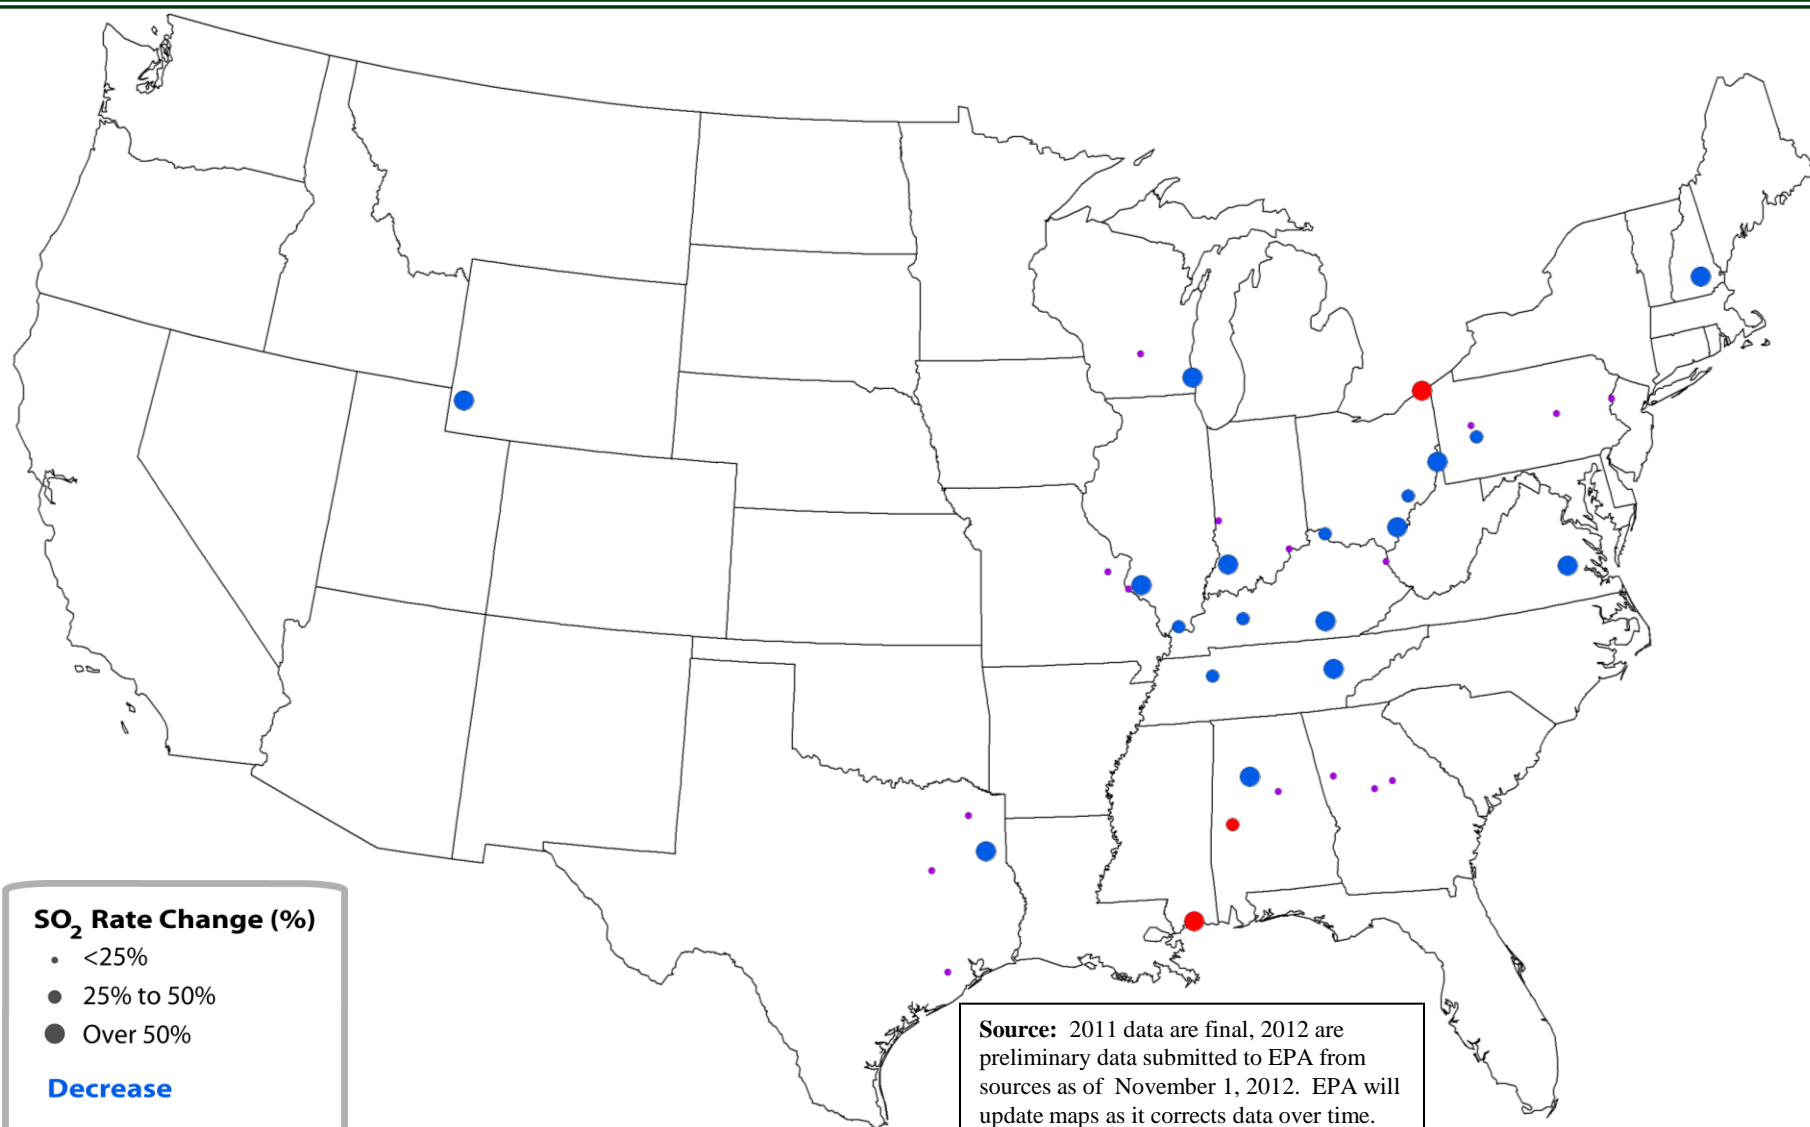 SO2 Rate Change (%)
<25%
25% to 50%
Over 50%
Decrease
Source: 2011 data are final, 2012 are
preliminary data submitted to EPA from
sources as of November 1, 2012. EPA will
update maps as it corrects data over time.